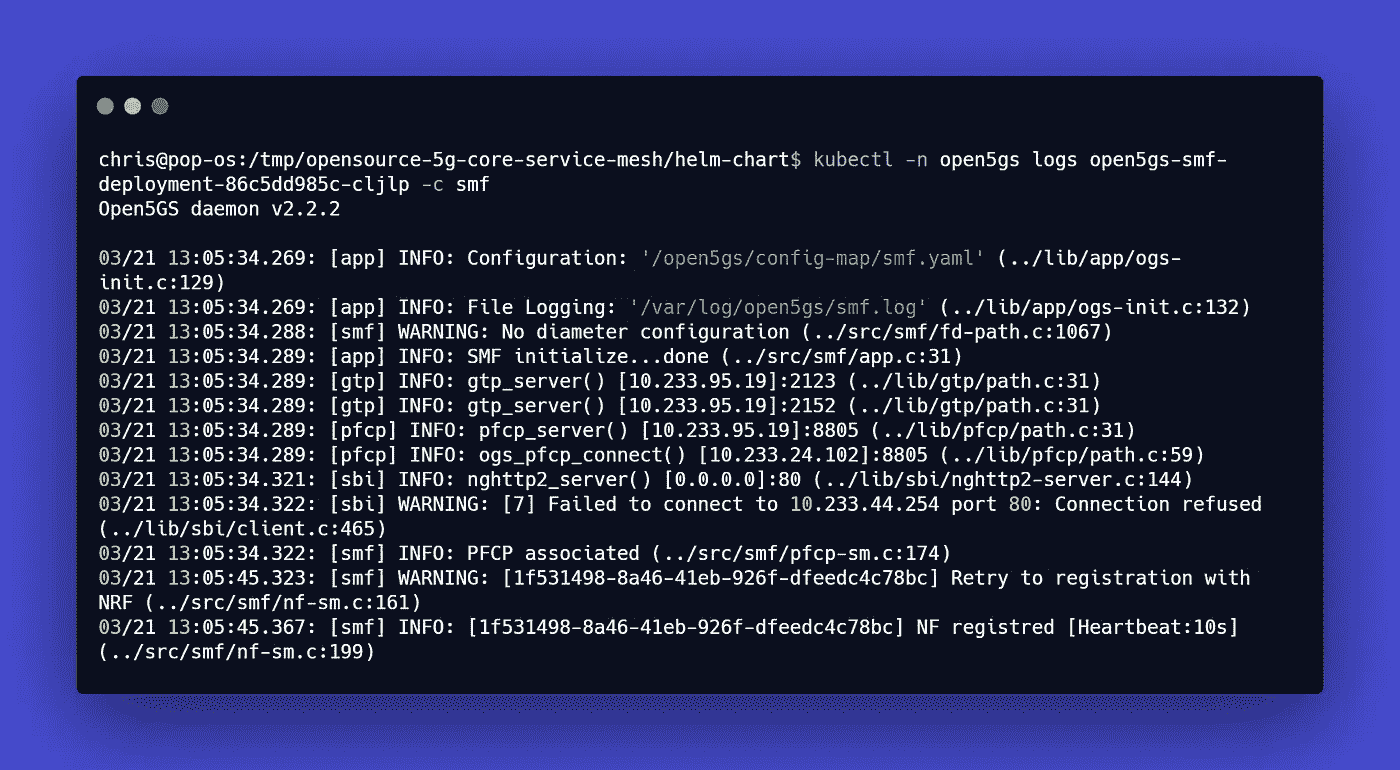 chris@pop-os:/tmp/opensource-5g-core-service-mesh/helm-chart$ kubectl -n open5gs logs open5gs-smf-
deployment-86c5dd985c-cljlp -c smf
Open5GS daemon v2.2.2
03/21 13:05:34.269: [app] INFO: Configuration: '/open5gs/config-map/smf.yaml' (../lib/app/ogs-
init.c:129)
03/21 13:05:34.269: [app] INFO: File Logging: '/var/log/open5gs/smf.log' (../lib/app/ogs-init.c:132)
03/21 13:05:34.288: [smf] WARNING: No diameter configuration (../src/smf/fd-path.c:1067)
03/21 13:05:34.289: [app] INFO: SMF initialize...done (../src/smf/app.c:31)
03/21 13:05:34.289: [gtp] INFO: gtp_server() [10.233.95.19]:2123 (../lib/gtp/path.c:31)
03/21 13:05:34.289: [gtp] INFO: gtp_server() [10.233.95.19]:2152 (../lib/gtp/path.c:31)
03/21 13:05:34.289: [pfcp] INFO: pfcp_server() [10.233.95.19]:8805 (../lib/pfcp/path.c:31)
03/21 13:05:34.289: [pfcp] INFO: ogs_pfcp_connect() [10.233.24.102]:8805 (../lib/pfcp/path.c:59)
03/21 13:05:34.321: [sbi] INFO: nghttp2_server() [0.0.0.0]:80 (../lib/sbi/nghttp2-server.c:144)
03/21 13:05:34.322: [sbi] WARNING: [7] Failed to connect to 10.233.44.254 port 80: Connection refused
(../lib/sbi/client.c:465)
03/21 13:05:34.322: [smf] INFO: PFCP associated (../src/smf/pfcp-sm.c:174)
03/21 13:05:45.323: [smf] WARNING: [1f531498-8a46-41eb-926f-dfeedc4c78bc] Retry to registration with
NRF (../src/smf/nf-sm.c:161)
03/21 13:05:45.367: [smf] INFO: [1f531498-8a46-41eb-926f-dfeedc4c78bc] NF registred [Heartbeat:10s]
(../src/smf/nf-sm.c:199)